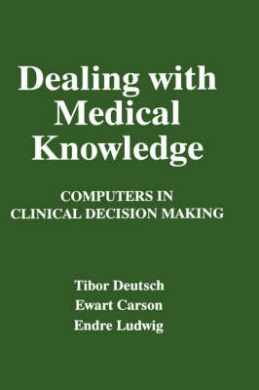 Dealing with
Medical
Knowledge
COMPUTERS IN
CLINICAL DECISION MAKING
Tibor Deutsch
Ewart Carson
Endre Ludwig